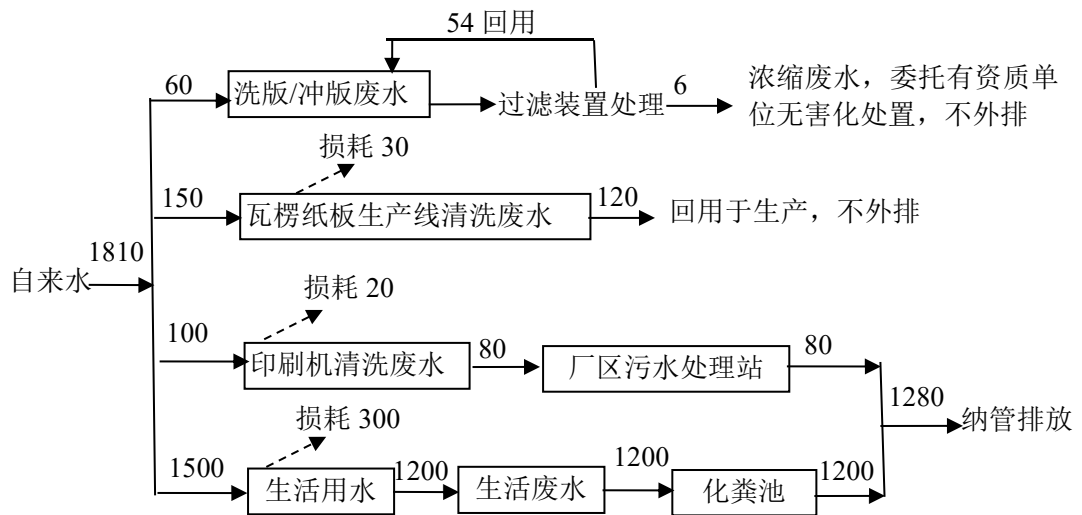 54 回用
60
洗版/冲版废水
过滤装置处理
6
浓缩废水，委托有资质单
位无害化处置，不外排
损耗 30
150
瓦楞纸板生产线清洗废水
120
回用于生产，不外排
自来水
1810
损耗 20
100
印刷机清洗废水
80
厂区污水处理站
80
1280
纳管排放
损耗 300
1500
生活用水
1200
生活废水
1200
化粪池
1200